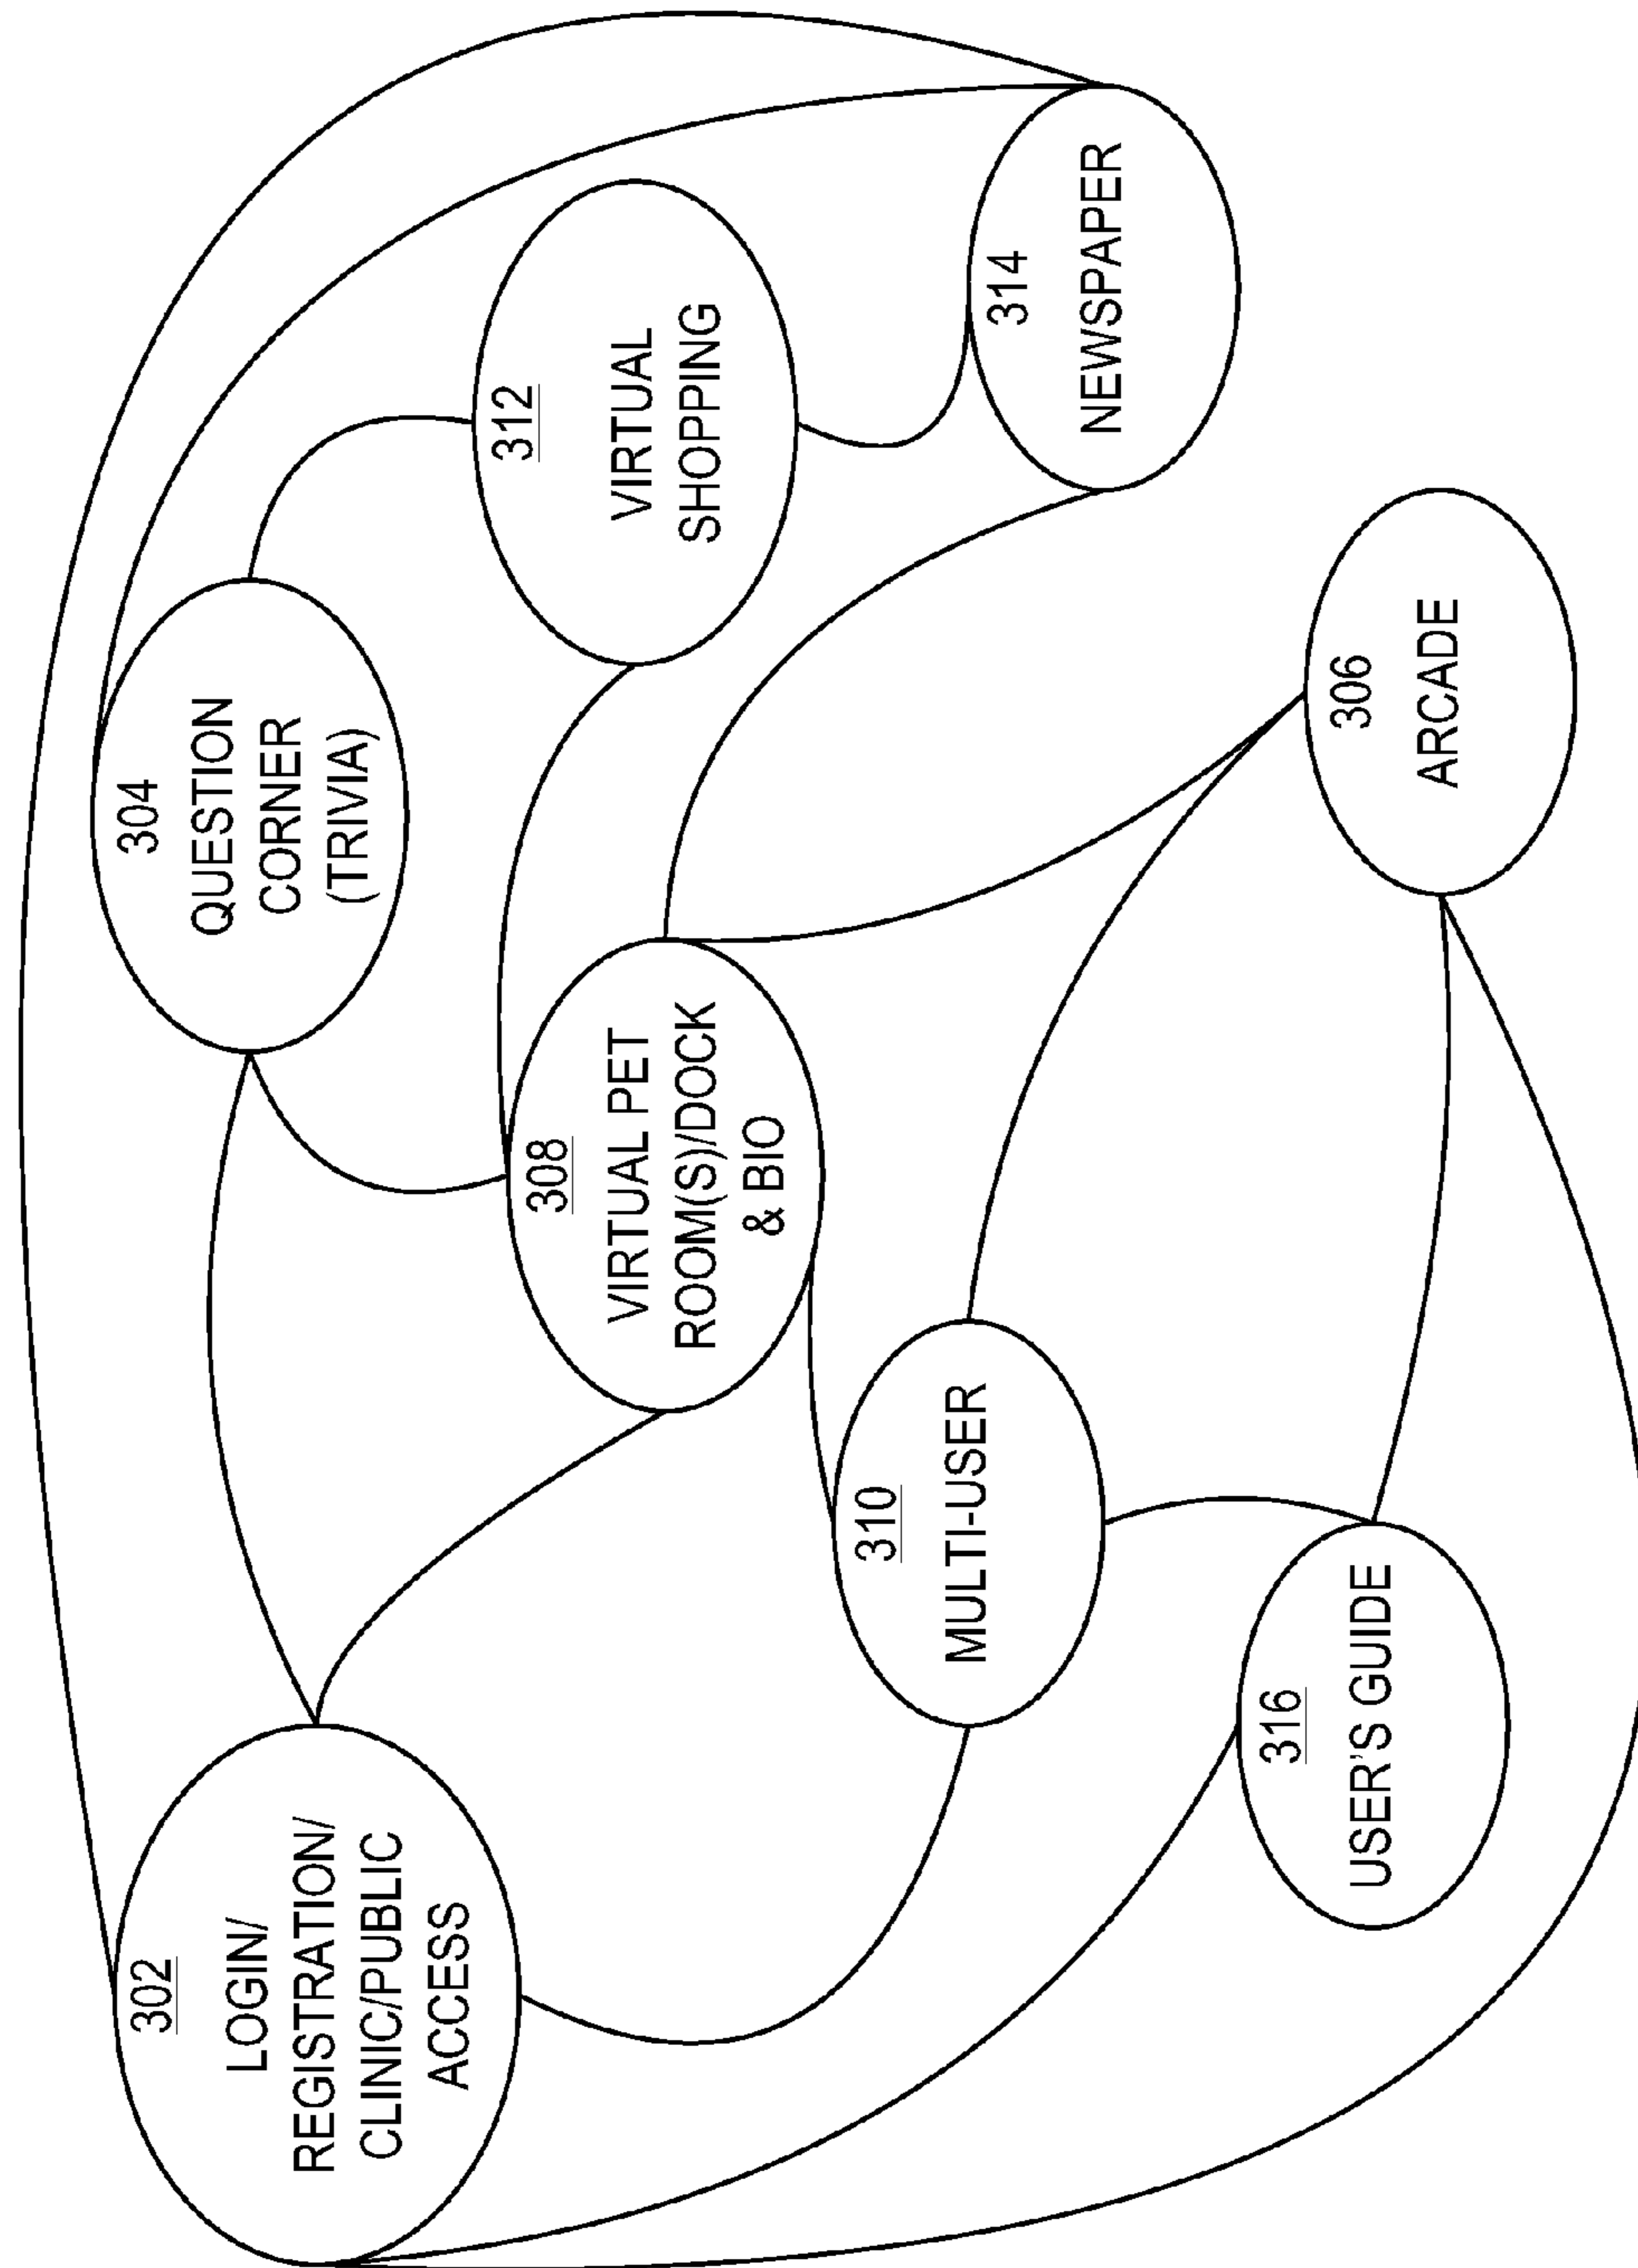 302
LOGIN/
REGISTRATION/
CLINIC/PUBLIC
ACCESS
304
QUESTION
CORNER
(TRIVIA)
308
VIRTUAL PET
ROOM(S)/DOCK
& BIO
312
VIRTUAL
SHOPPING
310
MULTI-USER
314
NEWSPAPER
316
USER'S GUIDE
306
ARCADE